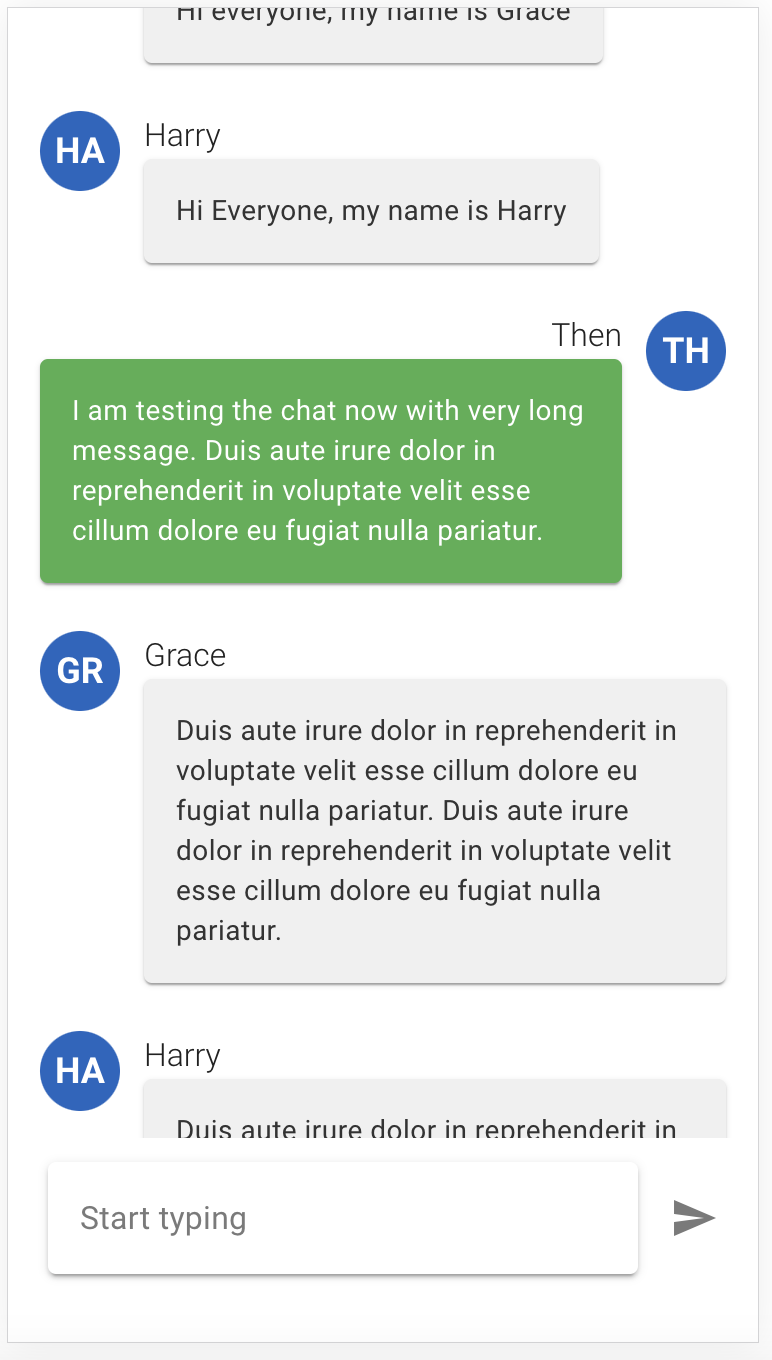 Hi everyone, my name is Grace
HA
Harry
Hi Everyone, my name is Harry
Then
TH
I am testing the chat now with very long
message. Duis aute irure dolor in
reprehenderit in voluptate velit esse
cillum dolore eu fugiat nulla pariatur.
GR
Grace
Duis aute irure dolor in reprehenderit in
voluptate velit esse cillum dolore eu
fugiat nulla pariatur. Duis aute irure
dolor in reprehenderit in voluptate velit
esse cillum dolore eu fugiat nulla
pariatur.
HA
Harry
Duis aute irure dolor in reprehenderit in
Start typing